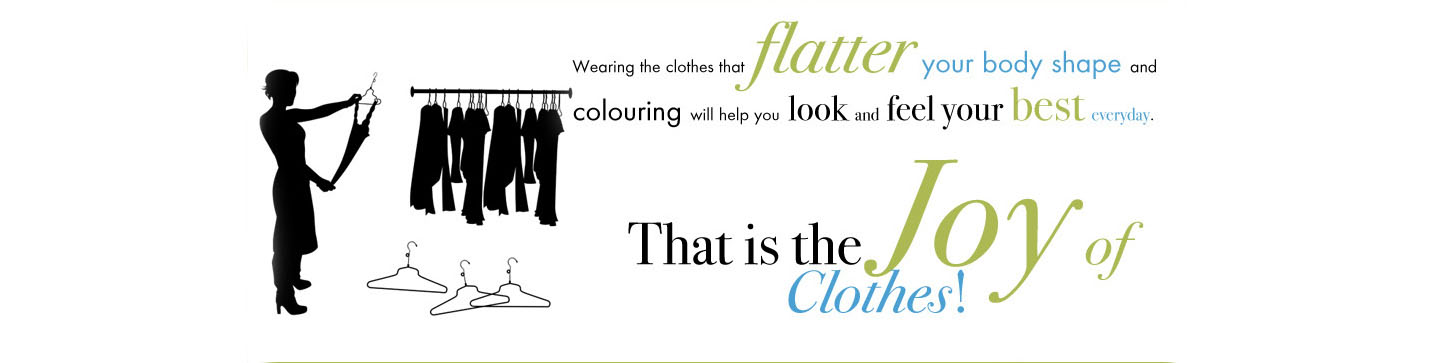 Wearing the clothes that flatter your body shape and
colouring will help you look and feel your best everyday.
That is the Joy of
Clothes!